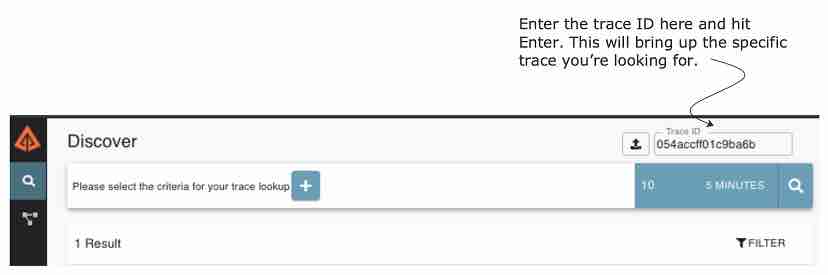 Enter the trace ID here and hit
Enter. This will bring up the specific
trace you’re looking for.
Discover
Trace ID
054accff01c9ba6b
Please select the criteria for your trace lookup
10
5 MINUTES
1 Result
FILTER